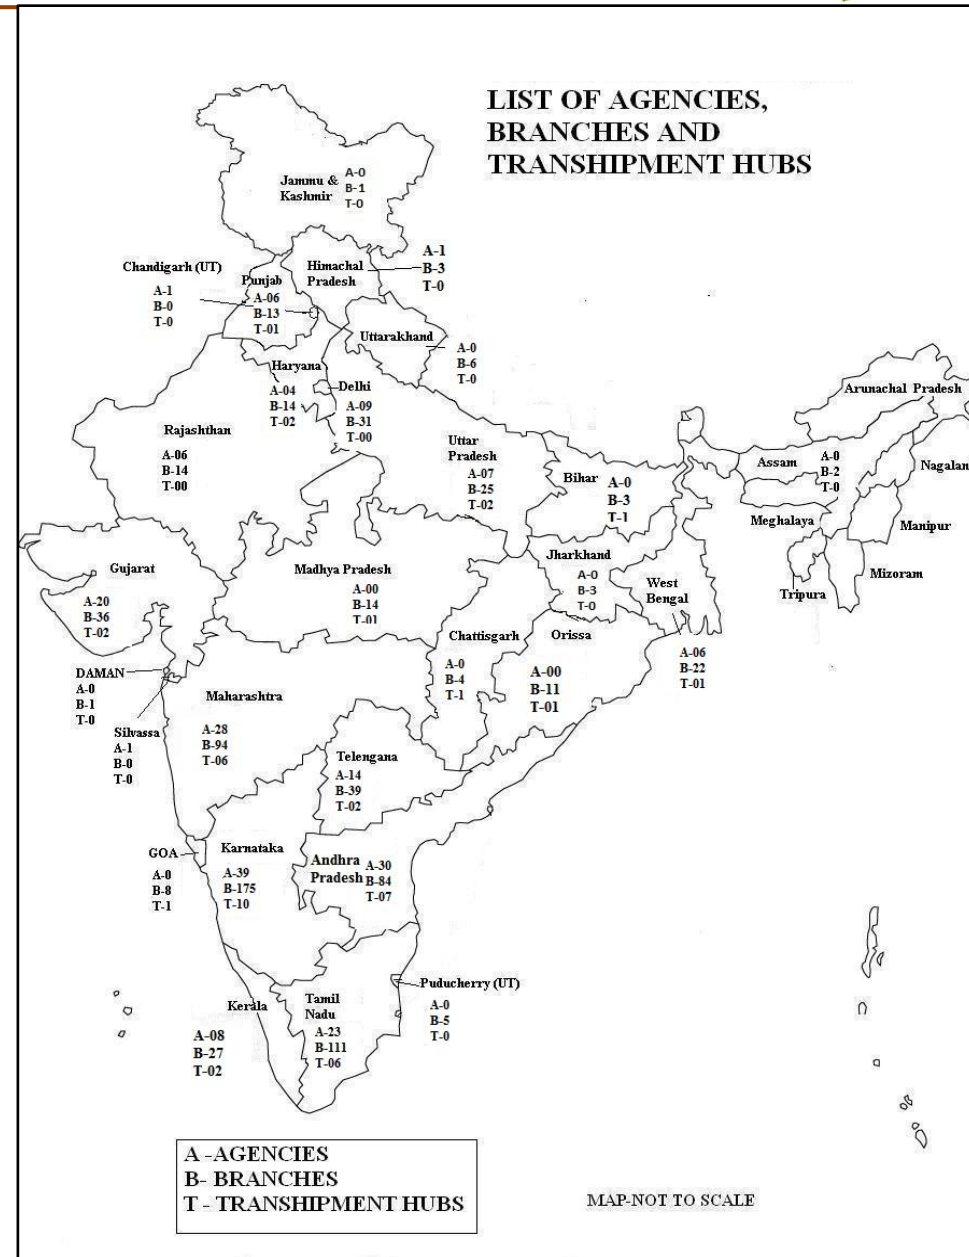 LIST OF AGENCIES,
BRANCHES AND
TRANSHIPMENT HUBS
Jammu &
Kashmir
A-0
B-1
T-0
Himachal
Pradesh
A-1
B-3
T-0
Chandigarh (UT)
A-1
B-0
T-0
Punjab
A-06
B-13
T-01
Uttarakhand
A-0
B-6
T-0
Haryana
A-04
B-14
T-02
Delhi
A-09
B-31
T-00
Arunachal Pradesh
Rajashthan
A-06
B-14
T-00
Uttar
Pradesh
A-07
B-25
T-02
Bihar
A-0
B-3
T-1
Assam
A-0
B-2
T-0
Nagalan
Meghalaya
Manipur
Mizoram
Tripura
Gujarat
A-20
B-36
T-02
Madhya Pradesh
A-00
B-14
T-01
Jharkhand
A-0
B-3
T-0
West
Bengal
A-06
B-22
T-01
Chattisgarh
A-0
B-4
T-1
Orissa
A-00
B-11
T-01
DAMAN
A-0
B-1
T-0
Silvassa
A-1
B-0
T-0
Maharashtra
A-28
B-94
T-06
Telengana
A-14
B-39
T-02
GOA
A-0
B-8
T-1
Karnataka
A-39
B-175
T-10
Andhra
Pradesh
A-30
B-84
T-07
Puducherry (UT)
A-0
B-5
T-0
Kerala
A-08
B-27
T-02
Tamil
Nadu
A-23
B-111
T-06
A -AGENCIES
B- BRANCHES
T - TRANSHIPMENT HUBS
MAP-NOT TO SCALE